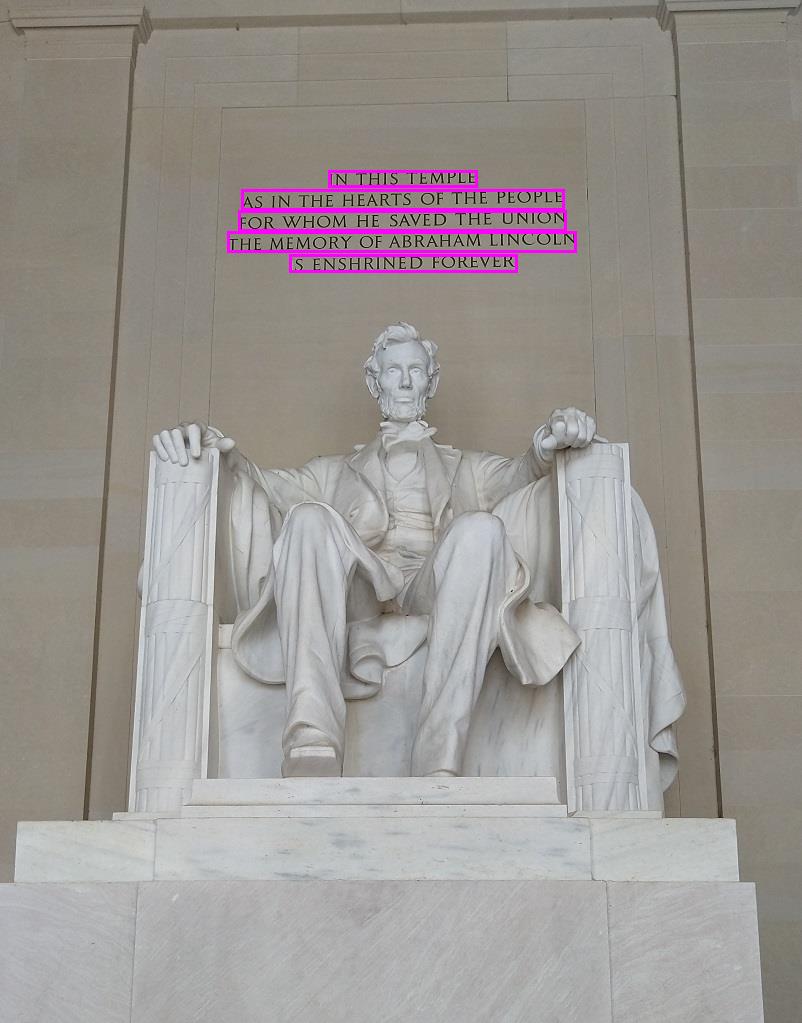 IN THIS TEMPLE
AS IN THE HEARTS OF THE PEOPLE
FOR WHOM HE SAVED THE UNION
THE MEMORY OF ABRAHAM LINCOLN
IS ENSHRINED FOREVER